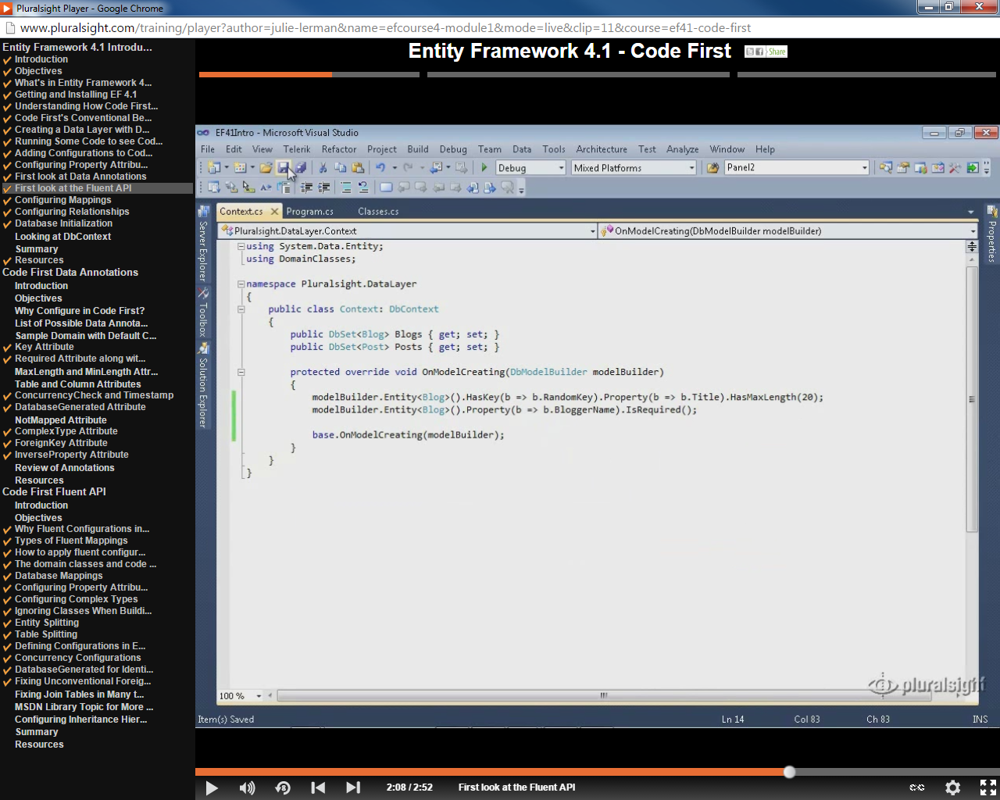 Pluralsight Player - Google Chrome
www.pluralsight.com/training/player?author=julie-lerman&name=efcourse4-module1&mode=live&clip=11&course=ef41-code-first
Entity Framework 4.1 Introdu...
Introduction
Objectives
What's in Entity Framework 4...
Getting and Installing EF 4.1
Understanding How Code First...
Code First's Conventional Be...
Creating a Data Layer with D...
Running Some Code to see Cod...
Adding Configurations to Cod...
Configuring Property Attribu...
First look at Data Annotations
First look at the Fluent API
Configuring Mappings
Configuring Relationships
Database Initialization
Looking at DbContext
Summary
Resources
Code First Data Annotations
Introduction
Objectives
Why Configure in Code First?
List of Possible Data Annota...
Sample Domain with Default C...
Key Attribute
Required Attribute along wit...
MaxLength and MinLength Attr...
Table and Column Attributes
ConcurrencyCheck and Timestamp
DatabaseGenerated Attribute
NotMapped Attribute
ComplexType Attribute
ForeignKey Attribute
InverseProperty Attribute
Review of Annotations
Resources
Code First Fluent API
Introduction
Objectives
Why Fluent Configurations in...
Types of Fluent Mappings
How to apply fluent configur...
The domain classes and code ...
Database Mappings
Configuring Property Attribu...
Configuring Complex Types
Ignoring Classes When Buildi...
Entity Splitting
Table Splitting
Defining Configurations in E...
Concurrency Configurations
DatabaseGenerated for Identi...
Fixing Unconventional Foreig...
Fixing Join Tables in Many t...
MSDN Library Topic for More ...
Configuring Inheritance Hier...
Summary
Resources
Entity Framework 4.1 - Code First
Share
EF41Intro - Microsoft Visual Studio
File Edit View Telerik Refactor Project Build Debug Team Data Tools Architecture Test Analyze Window Help
Debug Mixed Platforms Panel2
Context.cs Program.cs Classes.cs
Pluralsight.DataLayer.Context OnModelCreating(DbModelBuilder modelBuilder)
Server Explorer
Toolbox
Solution Explorer
Properties
using System.Data.Entity;
using DomainClasses;
namespace Pluralsight.DataLayer
{
public class Context: DbContext
{
public DbSet<Blog> Blogs { get; set; }
public DbSet<Post> Posts { get; set; }
protected override void OnModelCreating(DbModelBuilder modelBuilder)
{
modelBuilder.Entity<Blog>().HasKey(b => b.RandomKey).Property(b => b.Title).HasMaxLength(20);
modelBuilder.Entity<Blog>().Property(b => b.BloggerName).IsRequired();
base.OnModelCreating(modelBuilder);
}
}
}
pluralsight
100 %
Item(s) Saved Ln 14 Col 83 Ch 83 INS
2:08 / 2:52 First look at the Fluent API
CC